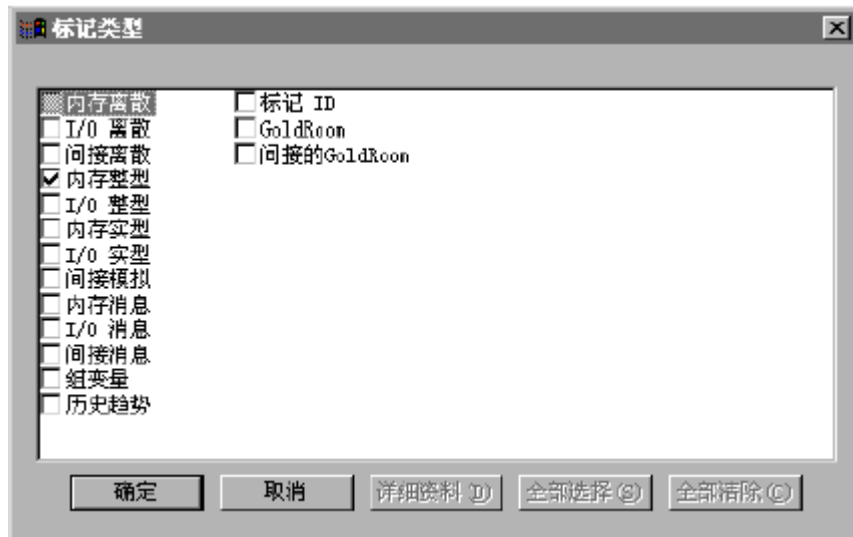 标记类型
内存离散
I/O 离散
间接离散
内存整型
I/O 整型
内存实型
I/O 实型
间接模拟
内存消息
I/O 消息
间接消息
组变量
历史趋势
标记 ID
GoldRoom
间接的GoldRoom
确定 取消 详细资料(D) 全部选择(S) 全部清除(C)